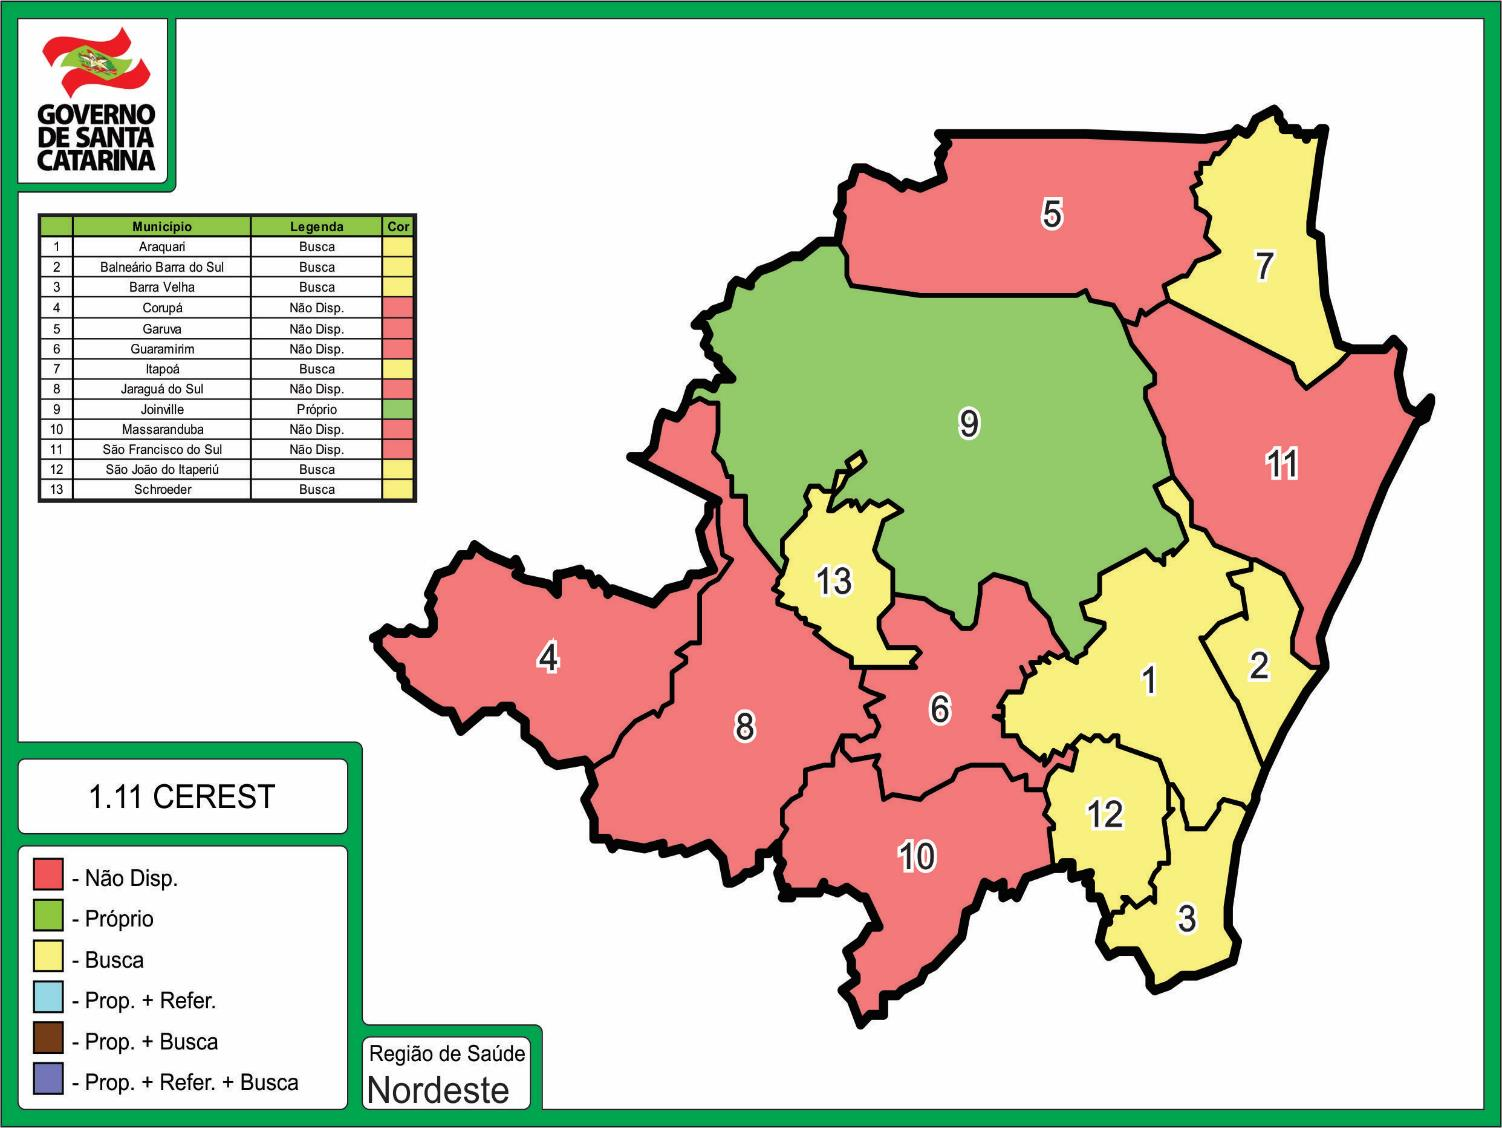 GOVERNO
DE SANTA
CATARINA
Município Legenda Cor
1 Araquari Busca
2 Balneário Barra do Sul Busca
3 Barra Velha Busca
4 Corupá Não Disp.
5 Garuva Não Disp.
6 Guaramirim Não Disp.
7 Itapoá Busca
8 Jaraguá do Sul Não Disp.
9 Joinville Próprio
10 Massaranduba Não Disp.
11 São Francisco do Sul Não Disp.
12 São João do Itaperiú Busca
13 Schroeder Busca
5
7
9
11
13
4
8
6
1
2
12
10
3
1.11 CEREST
- Não Disp.
- Próprio
- Busca
- Prop. + Refer.
- Prop. + Busca
- Prop. + Refer. + Busca
Região de Saúde
Nordeste